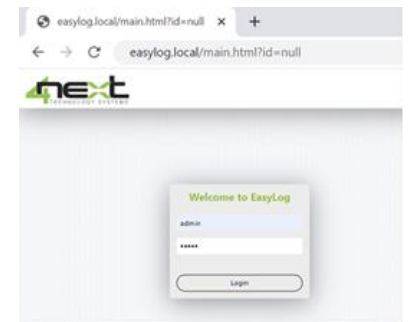 easylog.local/main.html?id=null
easylog.local/main.html?id=null
4next
TECHNOLOGY SYSTEMS
Welcome to EasyLog
admin
•••••
Login